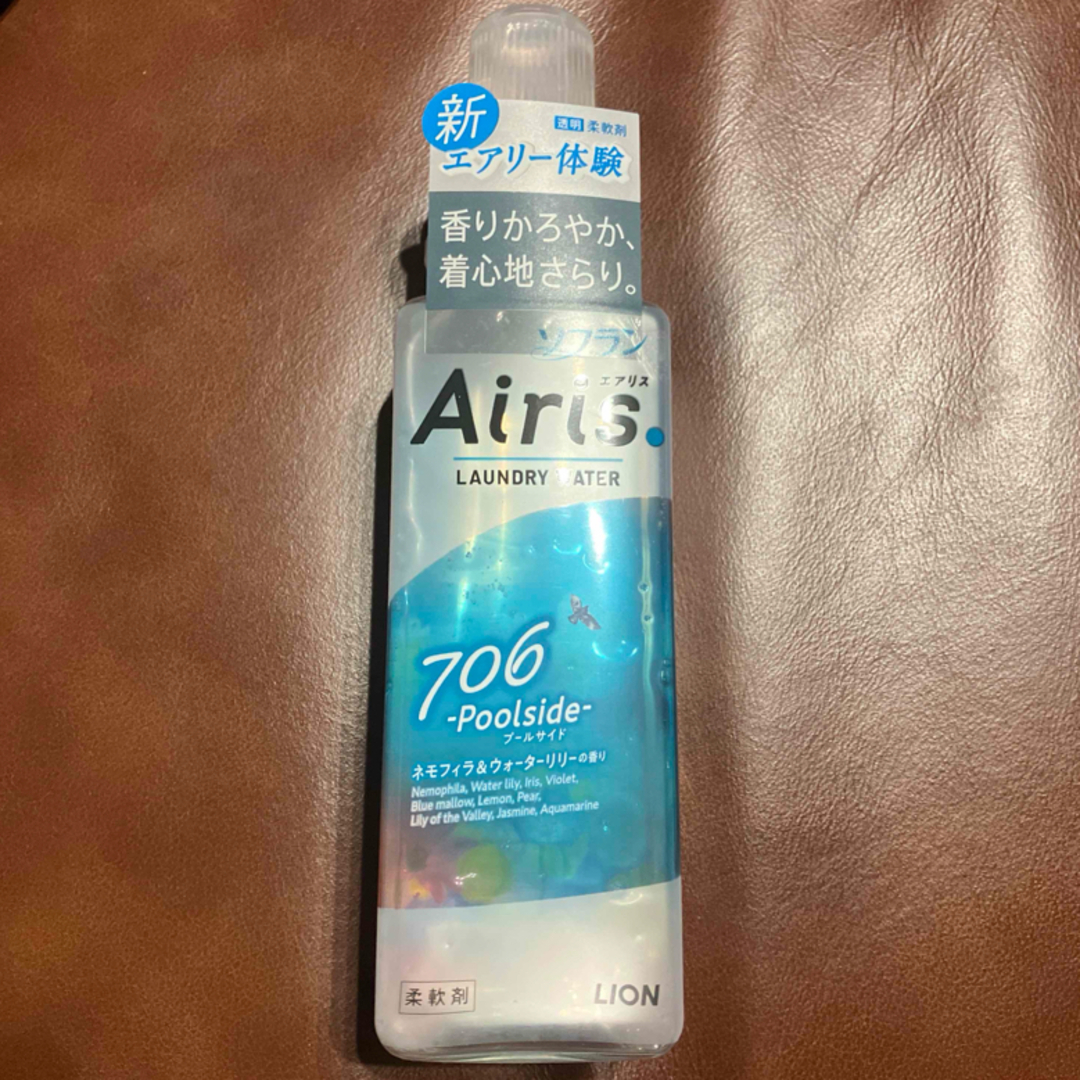 新
透明 柔軟剤
エアリー体験
香りかろやか、
着心地さらり。
ソフラン
エアリス
Airis.
LAUNDRY WATER
706
-Poolside-
プールサイド
ネモフィラ&ウォーターリリーの香り
Nemophila, Water lily, Iris, Violet,
Blue mallow, Lemon, Pear,
Lily of the Valley, Jasmine, Aquamarine
柔軟剤
LION